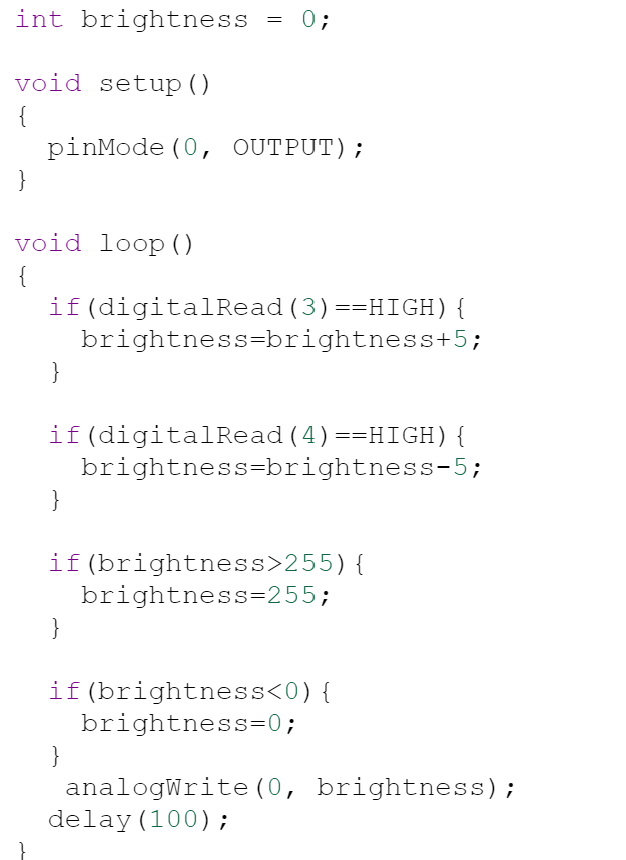 int brightness = 0;

void setup()
{
  pinMode(0, OUTPUT);
}

void loop()
{
  if(digitalRead(3)==HIGH){
    brightness=brightness+5;
  }

  if(digitalRead(4)==HIGH){
    brightness=brightness-5;
  }

  if(brightness>255){
    brightness=255;
  }

  if(brightness<0){
    brightness=0;
  }
   analogWrite(0, brightness);
  delay(100);
}